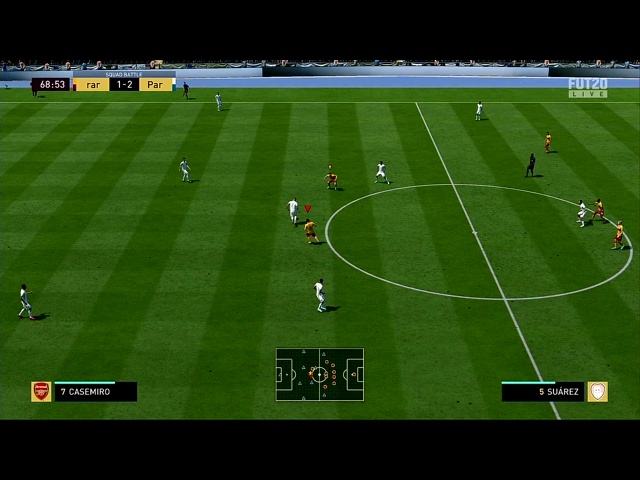 SQUAD BATTLE
68:53 rar 1-2 Par
FUT20
LIVE
7 CASEMIRO
5 SUÁREZ